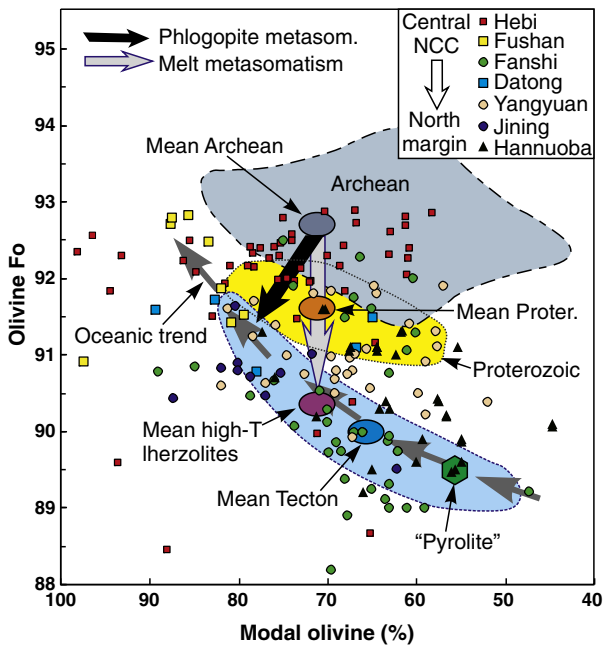 Phlogopite metasom.
Melt metasomatism
Central
NCC
North
margin
Hebi
Fushan
Fanshi
Datong
Yangyuan
Jining
Hannuoba
Mean Archean
Archean
Oceanic trend
Mean Proter.
Proterozoic
Mean high-T
lherzolites
Mean Tecton
“Pyrolite”
Olivine Fo
95
94
93
92
91
90
89
88
100
90
80
70
60
50
40
Modal olivine (%)